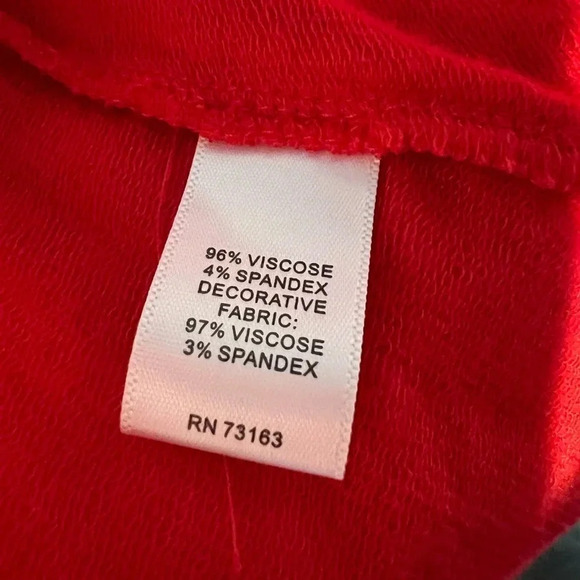 96% VISCOSE
4% SPANDEX
DECORATIVE
FABRIC:
97% VISCOSE
3% SPANDEX
RN 73163